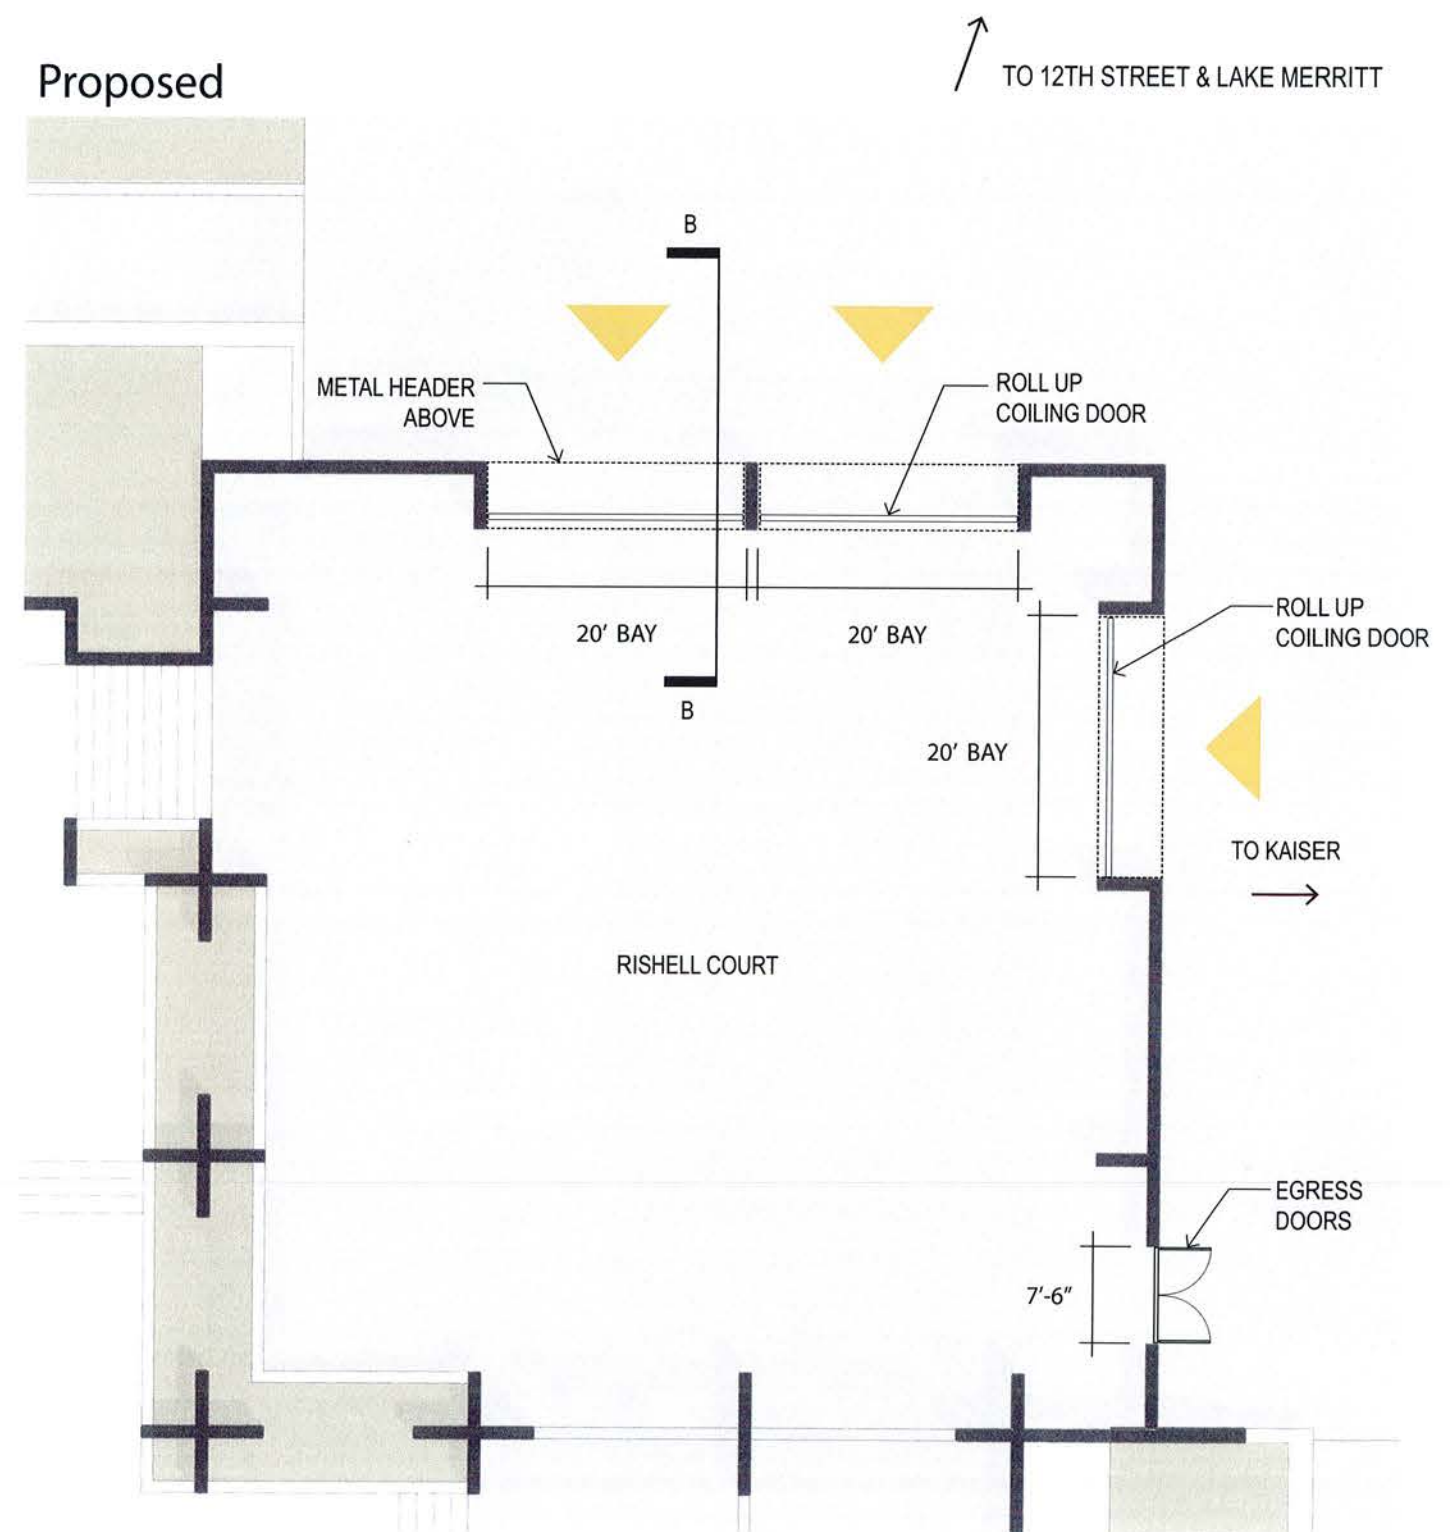 Proposed
TO 12TH STREET & LAKE MERRITT
B
METAL HEADER
ABOVE
ROLL UP
COILING DOOR
20' BAY
20' BAY
ROLL UP
COILING DOOR
B
20' BAY
TO KAISER
RISHELL COURT
EGRESS
DOORS
7'-6"